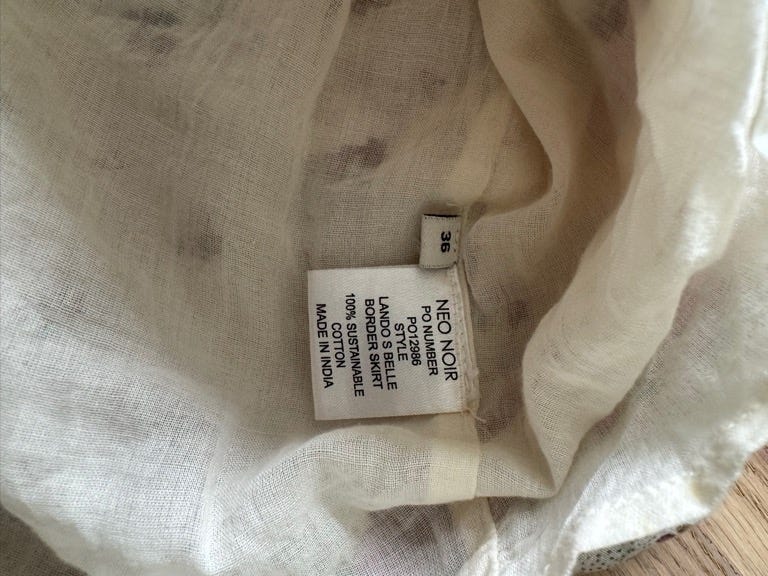 36
NEO NOIR
PO NUMBER
PO12986
STYLE
LANDO S BELLE
BORDER SKIRT
100% SUSTAINABLE
COTTON
MADE IN INDIA